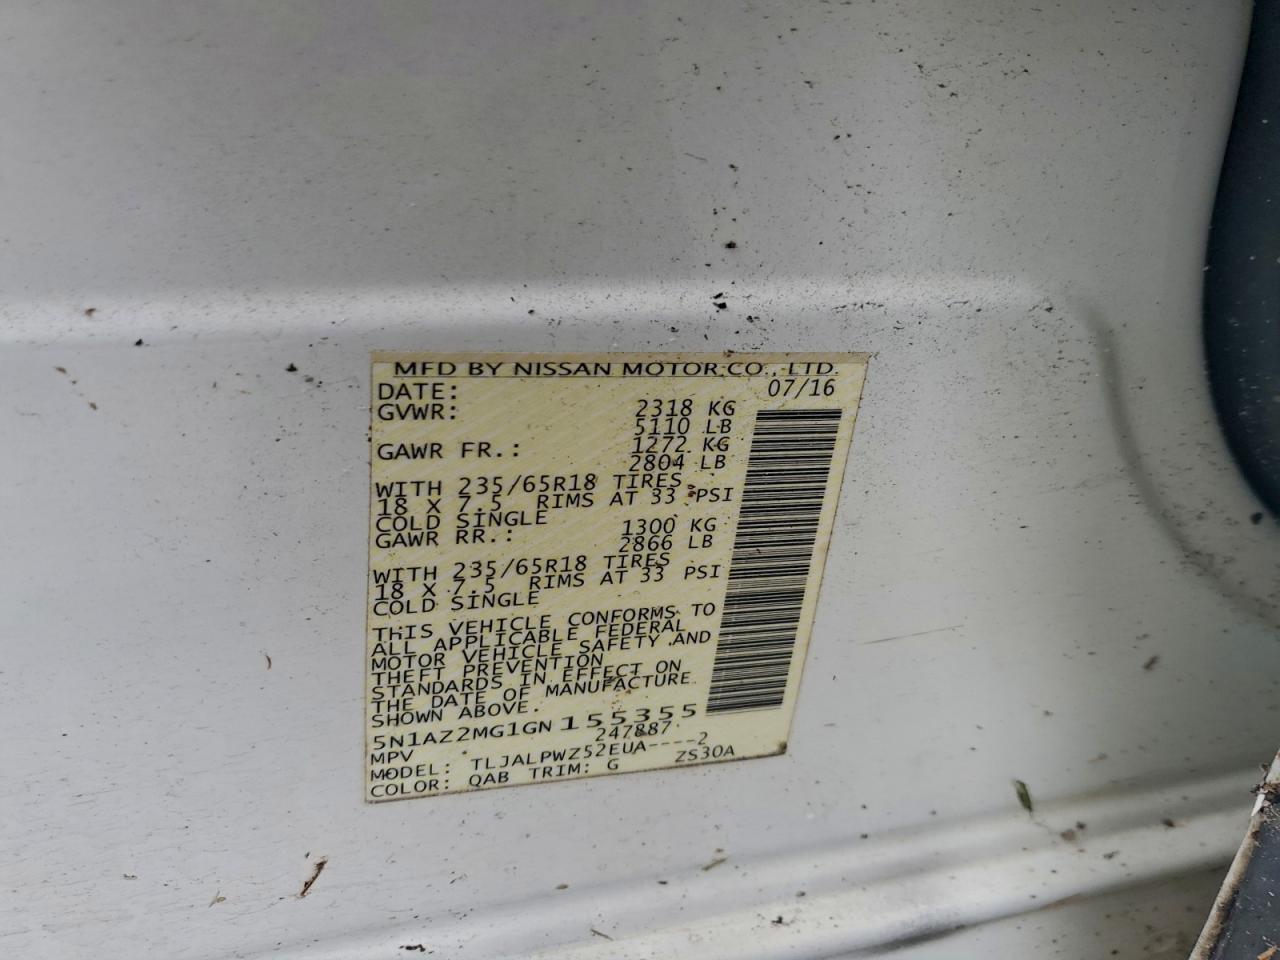 MFD BY NISSAN MOTOR CO., LTD.
DATE: 07/16
GVWR: 2318 KG
5110 LB
GAWR FR.: 1272 KG
2804 LB
WITH 235/65R18 TIRES,
18 X 7.5 RIMS AT 33 PSI
COLD SINGLE
GAWR RR.: 1300 KG
2866 LB
WITH 235/65R18 TIRES
18 X 7.5 RIMS AT 33 PSI
COLD SINGLE
THIS VEHICLE CONFORMS TO
ALL APPLICABLE FEDERAL
MOTOR VEHICLE SAFETY AND
THEFT PREVENTION
STANDARDS IN EFFECT ON
THE DATE OF MANUFACTURE
SHOWN ABOVE.
5N1AZ2MG1GN155355
MPV 247887
MODEL: TLJALPWZ52EUA----2
COLOR: QAB TRIM: G ZS30A